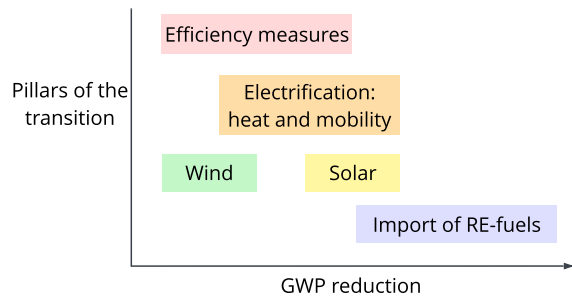 Efficiency measures
Pillars of the
transition
Electrification:
heat and mobility
Wind
Solar
Import of RE-fuels
GWP reduction